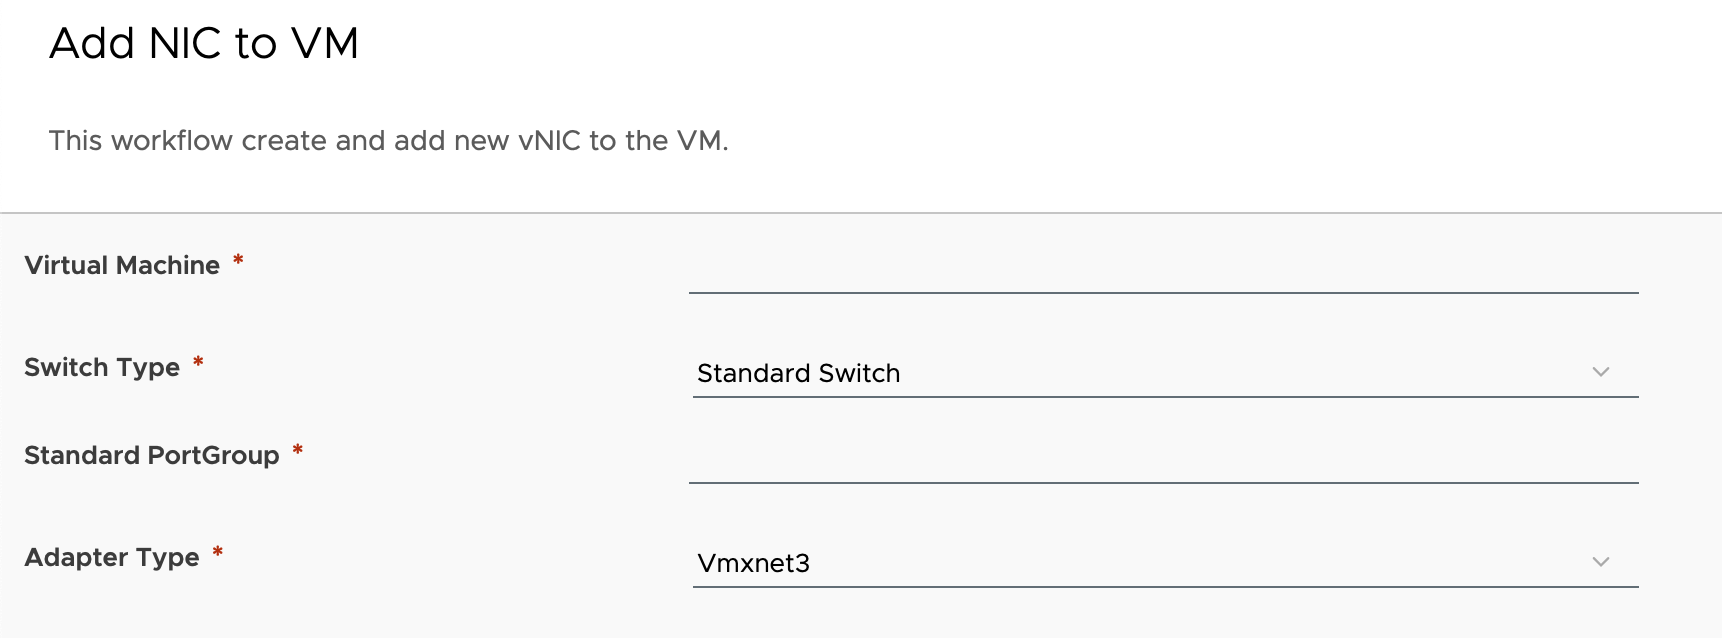 Add NIC to VM
This workflow create and add new vNIC to the VM.
Virtual Machine *
Switch Type * Standard Switch
Standard PortGroup *
Adapter Type * Vmxnet3